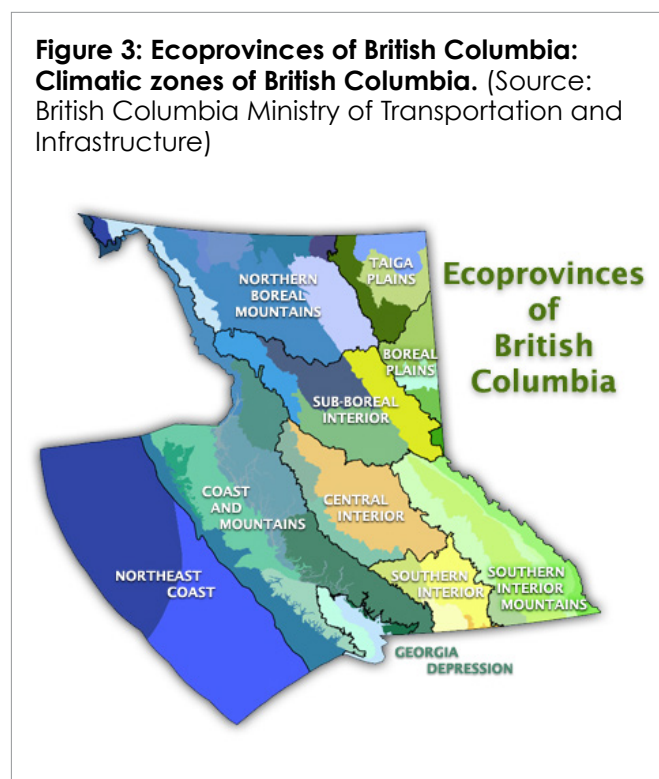 Figure 3: Ecoprovinces of British Columbia:
Climatic zones of British Columbia. (Source:
British Columbia Ministry of Transportation and
Infrastructure)
Ecoprovinces
of
British
Columbia
TAIGA
PLAINS
NORTHERN
BOREAL
MOUNTAINS
BOREAL
PLAINS
SUB-BOREAL
INTERIOR
COAST
AND
MOUNTAINS
CENTRAL
INTERIOR
NORTHEAST
COAST
SOUTHERN
INTERIOR
SOUTHERN
INTERIOR
MOUNTAINS
GEORGIA
DEPRESSION